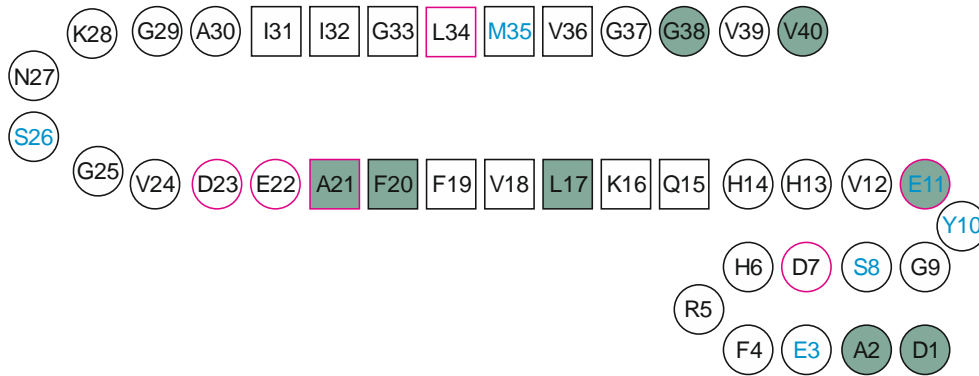 K28 G29 A30 I31 I32 G33 L34 M35 V36 G37 G38 V39 V40
N27
S26
G25 V24 D23 E22 A21 F20 F19 V18 L17 K16 Q15 H14 H13 V12 E11
Y10
H6 D7 S8 G9
R5
F4 E3 A2 D1